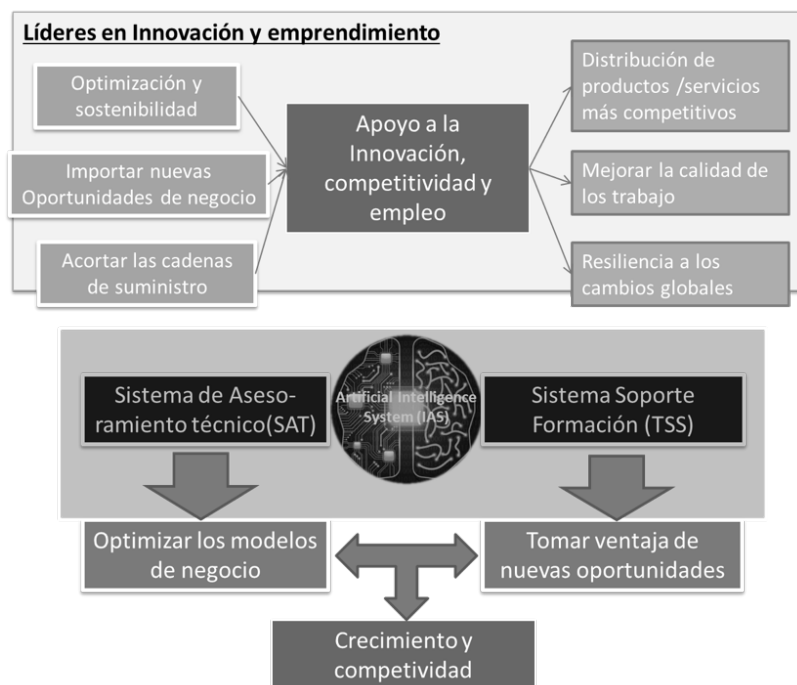 Líderes en Innovación y emprendimiento
Optimización y
sostenibilidad
Importar nuevas
Oportunidades de negocio
Acortar las cadenas
de suministro
Apoyo a la
Innovación,
competitividad y
empleo
Distribución de
productos /servicios
más competitivos
Mejorar la calidad de
los trabajo
Resiliencia a los
cambios globales
Sistema de Aseso-
ramiento técnico(SAT)
Artificial Intelligence
System (IAS)
Sistema Soporte
Formación (TSS)
Optimizar los modelos
de negocio
Tomar ventaja de
nuevas oportunidades
Crecimiento y
competividad